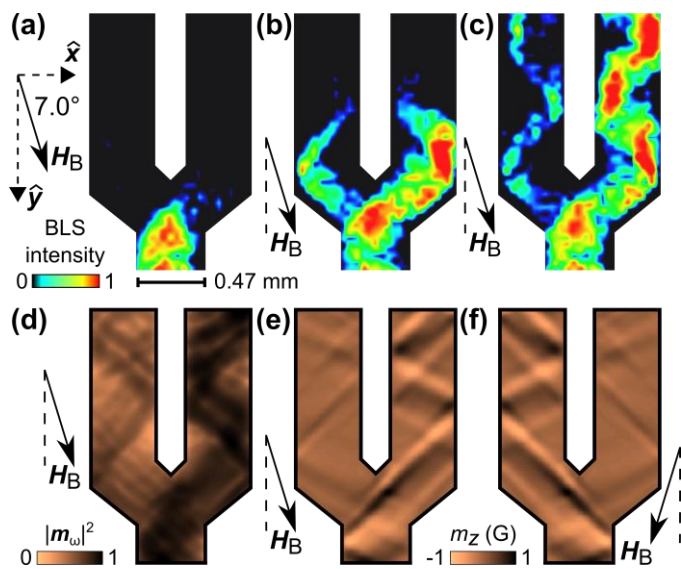 (a) (b) (c)
x̂
7.0°
H_B
ŷ
H_B H_B
BLS
intensity
0 1
0.47 mm
(d) (e) (f)
H_B
H_B
H_B
|m_ω|²
0 1
m_z (G)
-1 1